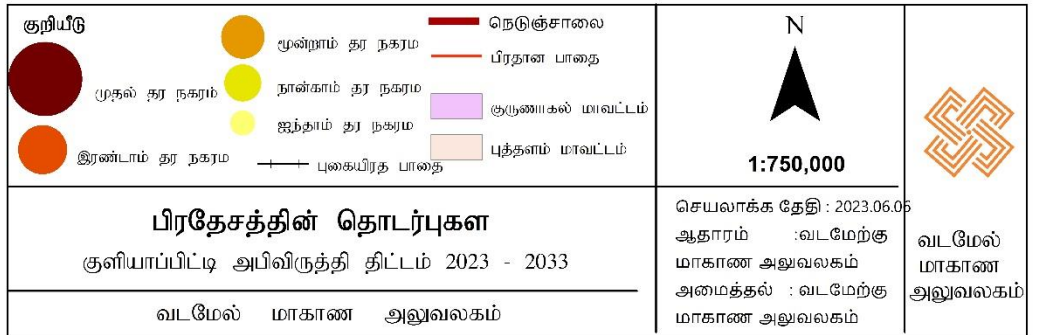 குறியீடு
முதல் தர நகரம்
இரண்டாம் தர நகரம
மூன்றாம் தர நகரம
நான்காம் தர நகரம
ஐந்தாம் தர நகரம
புகையிரத பாதை
நெடுஞ்சாலை
பிரதான பாதை
குருணாகல் மாவட்டம்
புத்தளம் மாவட்டம்
N
1:750,000
பிரதேசத்தின் தொடர்புகள
குளியாப்பிட்டி அபிவிருத்தி திட்டம் 2023 - 2033
வடமேல் மாகாண அலுவலகம்
செயலாக்க தேதி : 2023.06.06
ஆதாரம் :வடமேற்கு
மாகாண அலுவலகம்
அமைத்தல் : வடமேற்கு
மாகாண அலுவலகம்
வடமேல்
மாகாண
அலுவலகம்